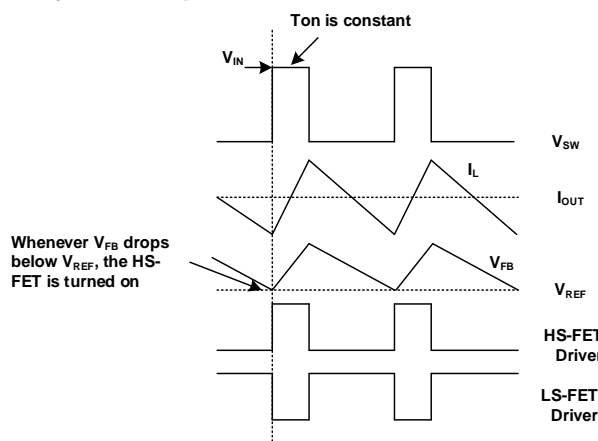 Ton is constant
VIN
VSW
IL
IOUT
Whenever VFB drops
below VREF, the HS-
FET is turned on
VFB
VREF
HS-FET
Driver
LS-FET
Driver